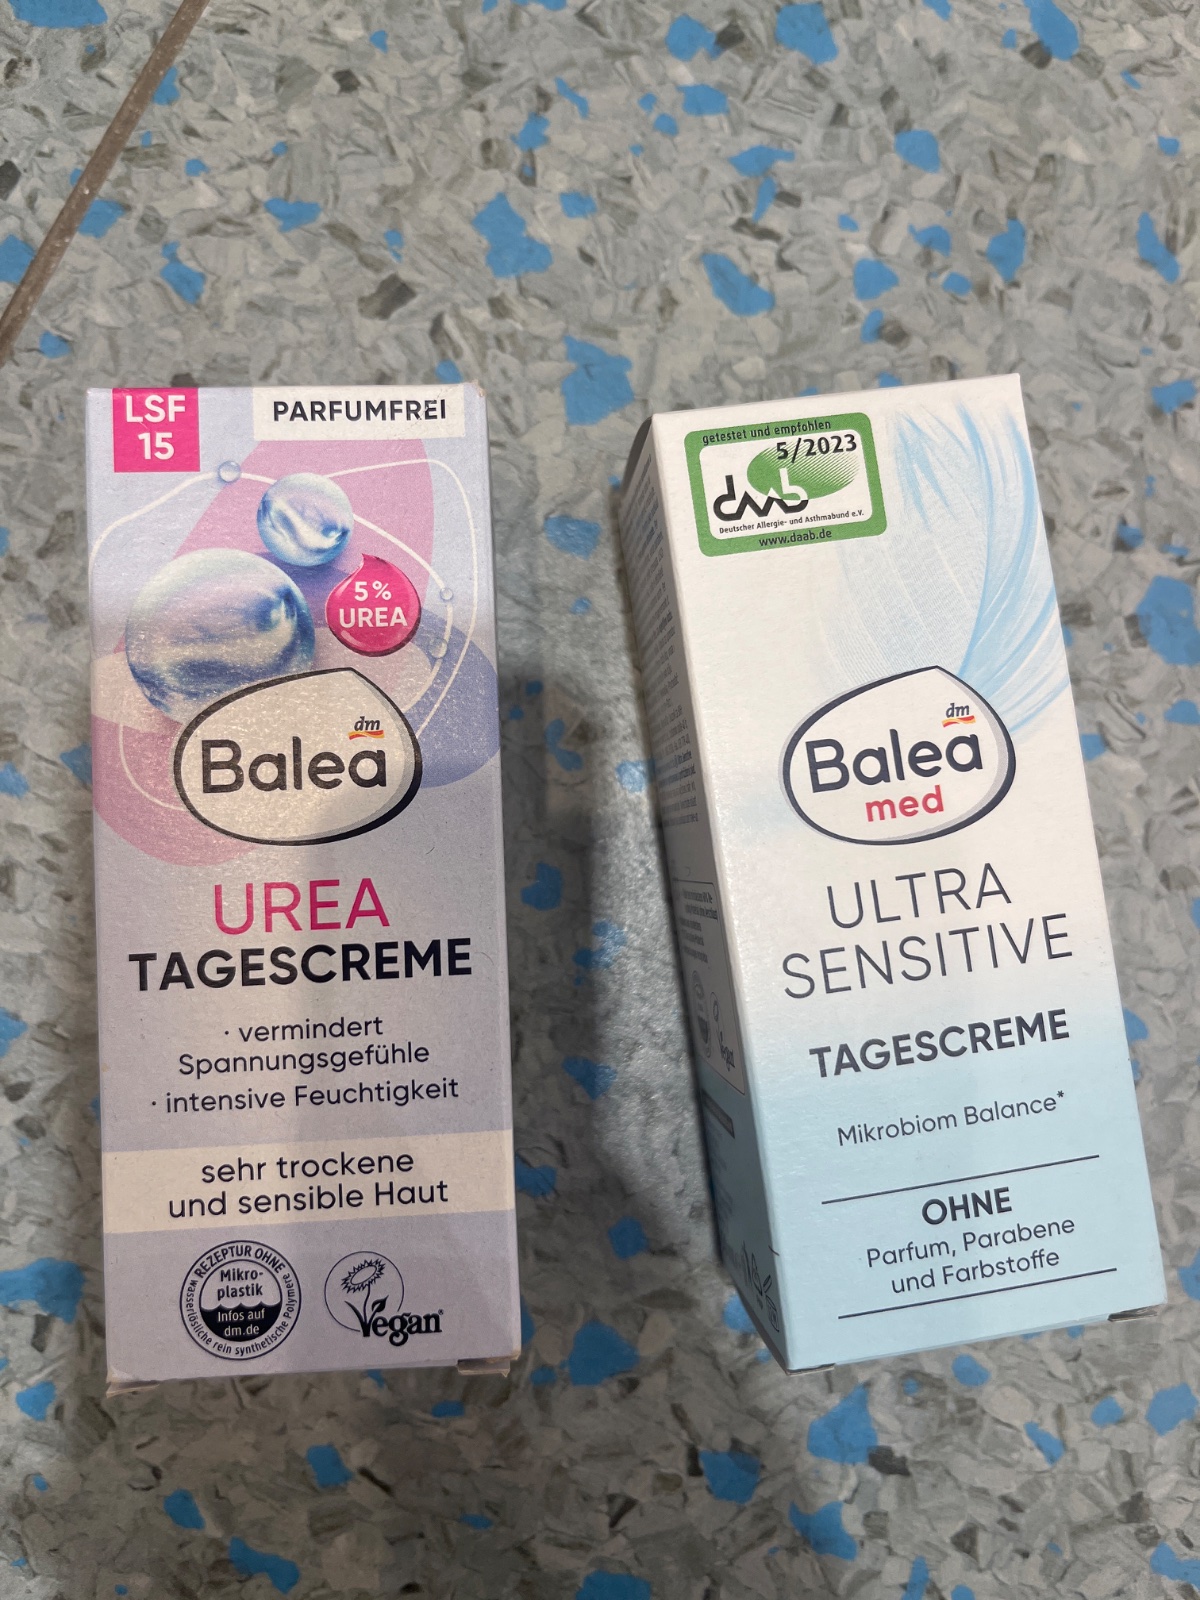 LSF
15
PARFUMFREI
5%
UREA
dm
Balea
UREA
TAGESCREME
· vermindert
Spannungsgefühle
· intensive Feuchtigkeit
sehr trockene
und sensible Haut
REZEPTUR OHNE
Mikro-
plastik
Infos auf
dm.de
wasserlösliche rein synthetische Polymere
Vegan
getestet und empfohlen
5/2023
daab
Deutscher Allergie- und Asthmabund e.V.
www.daab.de
dm
Balea
med
ULTRA
SENSITIVE
TAGESCREME
Mikrobiom Balance*
OHNE
Parfum, Parabene
und Farbstoffe
Vegan